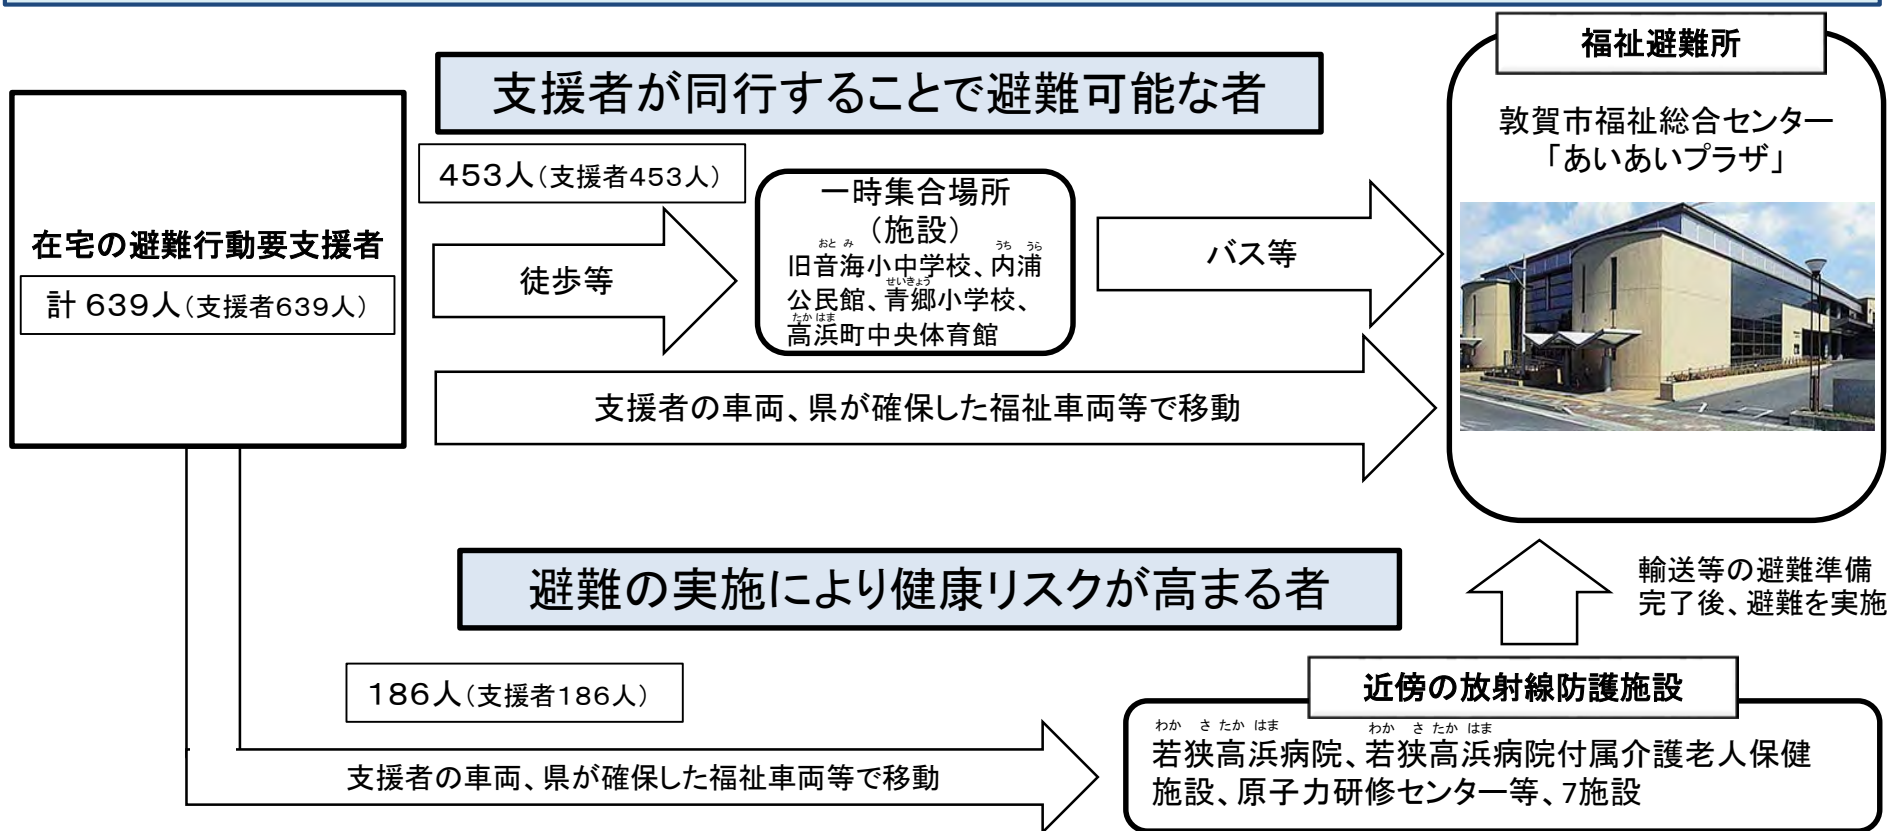 福祉避難所
敦賀市福祉総合センター
「あいあいプラザ」
支援者が同行することで避難可能な者
在宅の避難行動要支援者
計 639人(支援者639人)
453人(支援者453人)
徒歩等
一時集合場所
(施設)
おと み
うち うら
旧音海小中学校、内浦
せいきょう
公民館、青郷小学校、
たか はま
高浜町中央体育館
バス等
支援者の車両、県が確保した福祉車両等で移動
避難の実施により健康リスクが高まる者
輸送等の避難準備
完了後、避難を実施
186人(支援者186人)
支援者の車両、県が確保した福祉車両等で移動
近傍の放射線防護施設
わか さ たか はま
わか さ たか はま
若狭高浜病院、若狭高浜病院付属介護老人保健
施設、原子力研修センター等、7施設